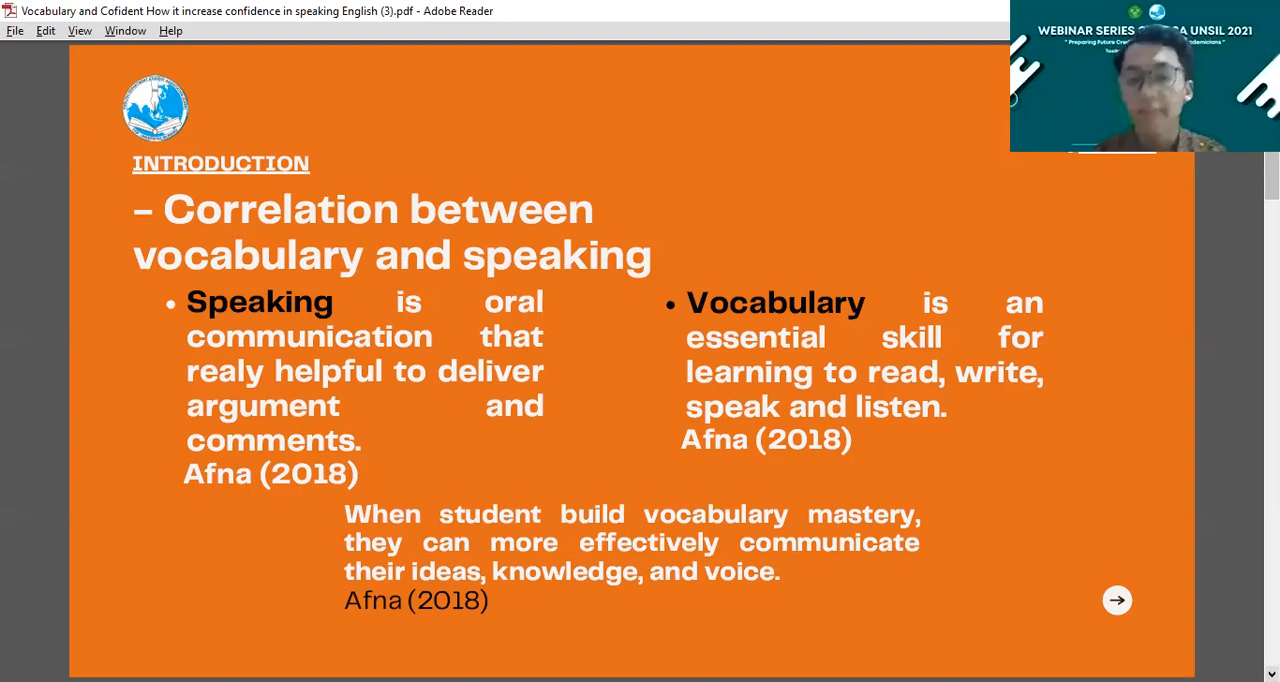 Vocabulary and Cofident How it increase confidence in speaking English (3).pdf - Adobe Reader
File Edit View Window Help
WEBINAR SERIES
UNSIL 2021
INTRODUCTION
- Correlation between
vocabulary and speaking
• Speaking is oral
communication that
realy helpful to deliver
argument and
comments.
Afna (2018)
• Vocabulary is an
essential skill for
learning to read, write,
speak and listen.
Afna (2018)
When student build vocabulary mastery,
they can more effectively communicate
their ideas, knowledge, and voice.
Afna (2018)